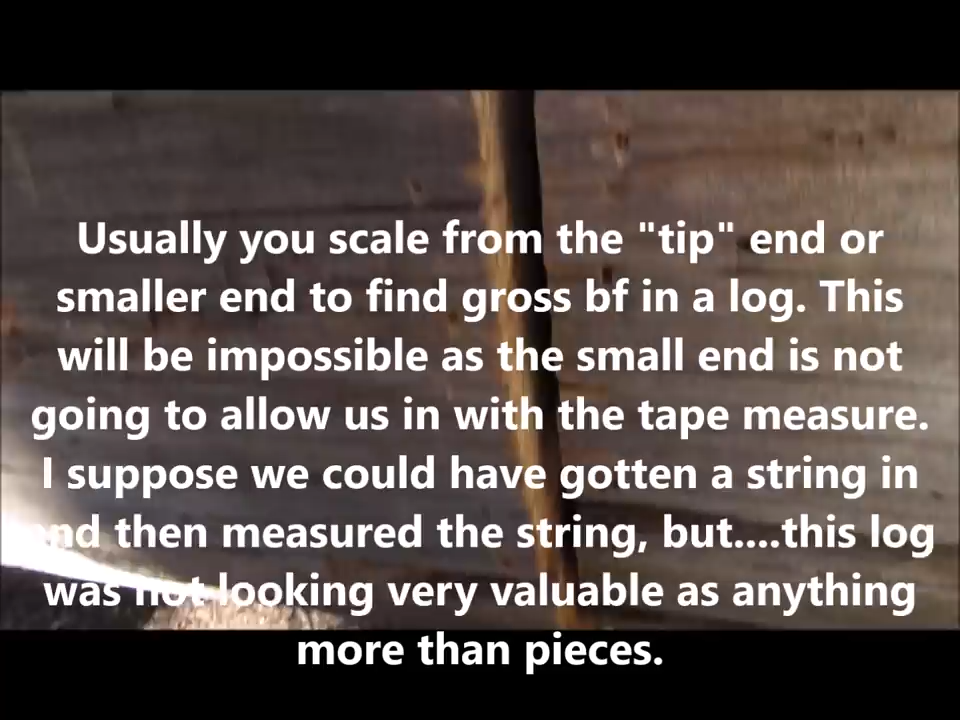 Usually you scale from the "tip" end or
smaller end to find gross bf in a log. This
will be impossible as the small end is not
going to allow us in with the tape measure.
I suppose we could have gotten a string in
and then measured the string, but....this log
was not looking very valuable as anything
more than pieces.